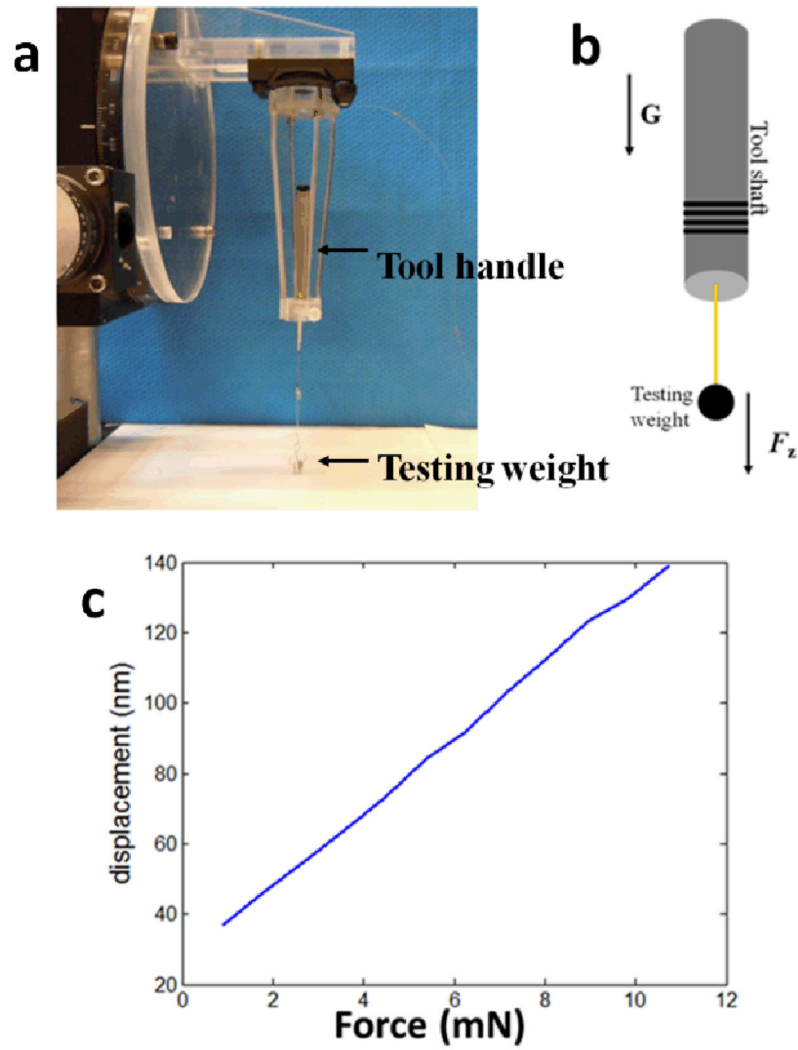 a
Tool handle
Testing weight
b
G
Tool shaft
Testing
weight
Fz
c
140
120
100
80
60
40
20
displacement (nm)
0 2 4 6 8 10 12
Force (mN)